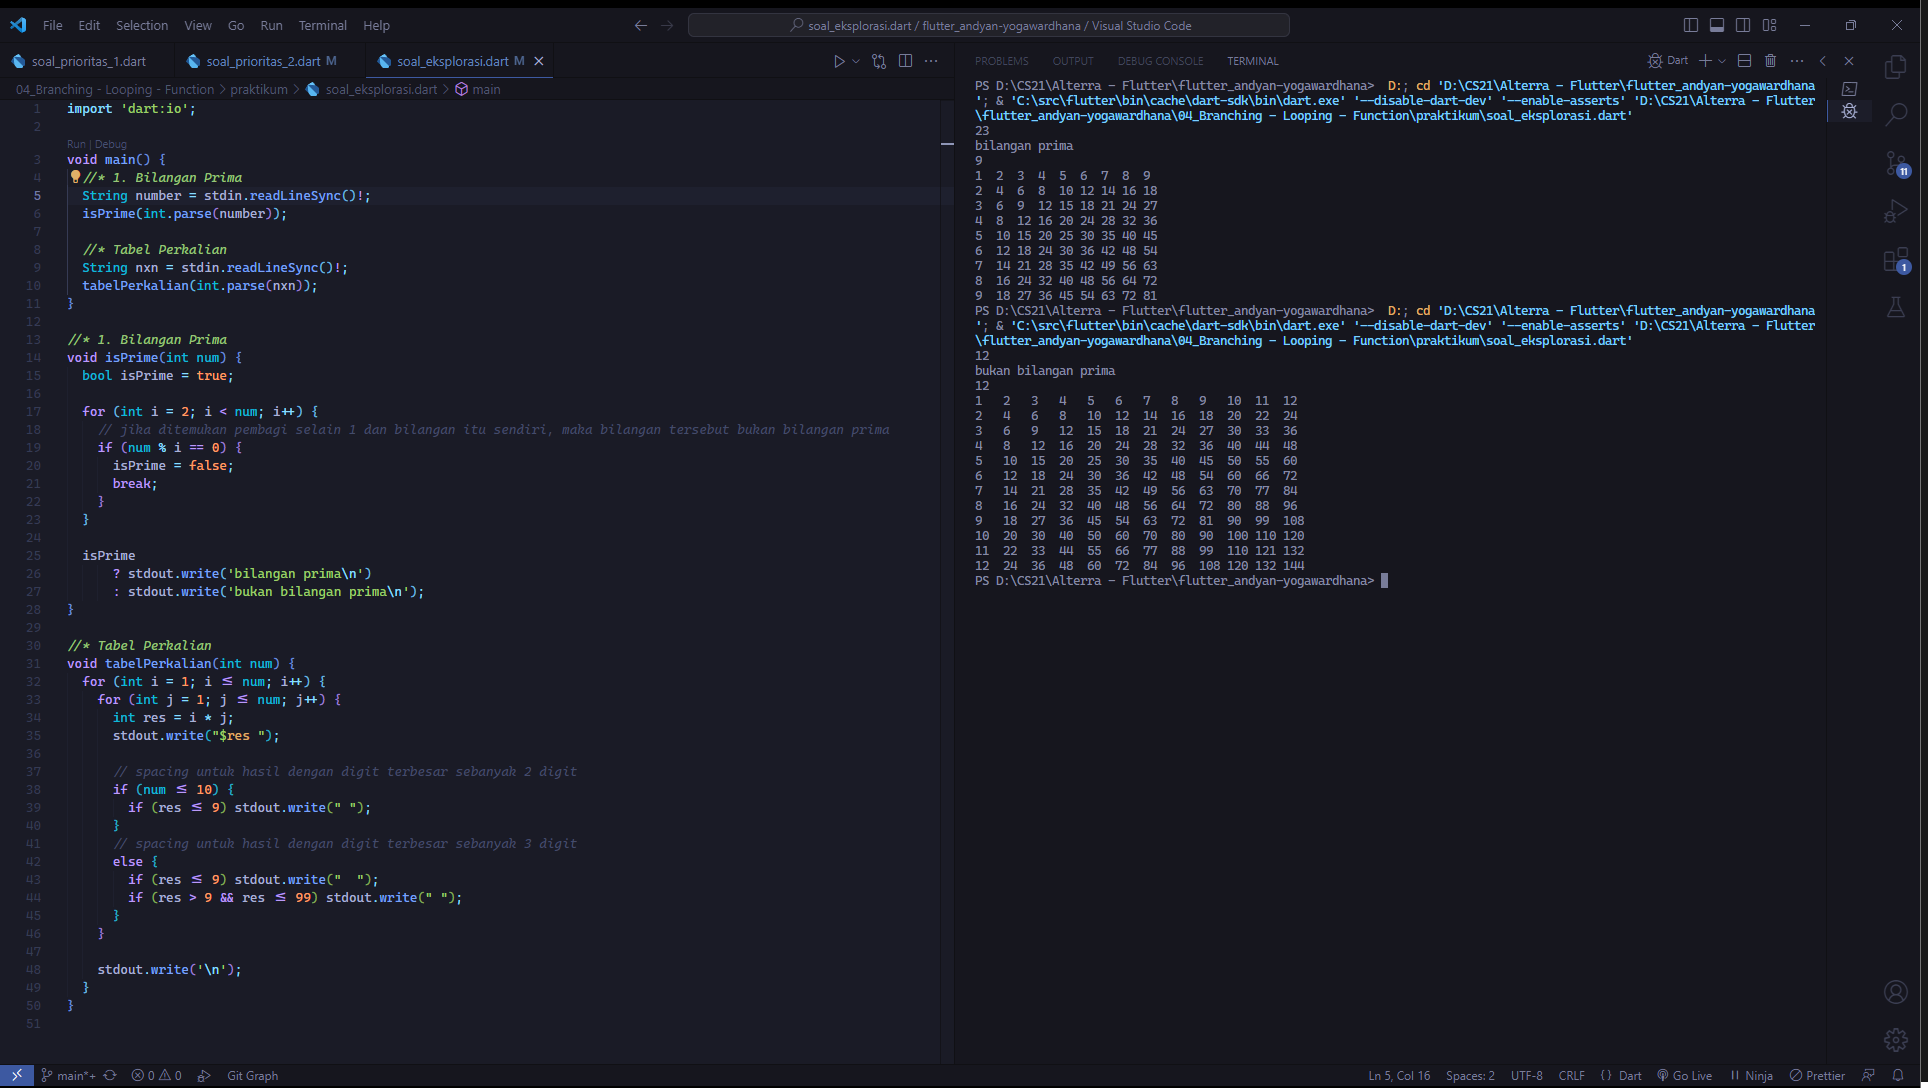 File Edit Selection View Go Run Terminal Help
soal_eksplorasi.dart / flutter_andyan-yogawardhana / Visual Studio Code
soal_prioritas_1.dart soal_prioritas_2.dart M soal_eksplorasi.dart M
04_Branching - Looping - Function > praktikum > soal_eksplorasi.dart > main
1 import 'dart:io';
2
Run | Debug
3 void main() {
4 //* 1. Bilangan Prima
5 String number = stdin.readLineSync()!;
6 isPrime(int.parse(number));
7
8 //* Tabel Perkalian
9 String nxn = stdin.readLineSync()!;
10 tabelPerkalian(int.parse(nxn));
11 }
12
13 //* 1. Bilangan Prima
14 void isPrime(int num) {
15 bool isPrime = true;
16
17 for (int i = 2; i < num; i++) {
18 // jika ditemukan pembagi selain 1 dan bilangan itu sendiri, maka bilangan tersebut bukan bilangan prima
19 if (num % i == 0) {
20 isPrime = false;
21 break;
22 }
23 }
24
25 isPrime
26 ? stdout.write('bilangan prima\n')
27 : stdout.write('bukan bilangan prima\n');
28 }
29
30 //* Tabel Perkalian
31 void tabelPerkalian(int num) {
32 for (int i = 1; i ≤ num; i++) {
33 for (int j = 1; j ≤ num; j++) {
34 int res = i * j;
35 stdout.write("$res ");
36
37 // spacing untuk hasil dengan digit terbesar sebanyak 2 digit
38 if (num ≤ 10) {
39 if (res ≤ 9) stdout.write(" ");
40 }
41 // spacing untuk hasil dengan digit terbesar sebanyak 3 digit
42 else {
43 if (res ≤ 9) stdout.write("  ");
44 if (res > 9 && res ≤ 99) stdout.write(" ");
45 }
46 }
47
48 stdout.write('\n');
49 }
50 }
51
PROBLEMS OUTPUT DEBUG CONSOLE TERMINAL Dart
PS D:\CS21\Alterra - Flutter\flutter_andyan-yogawardhana> D:; cd 'D:\CS21\Alterra - Flutter\flutter_andyan-yogawardhana
'; & 'C:\src\flutter\bin\cache\dart-sdk\bin\dart.exe' '--disable-dart-dev' '--enable-asserts' 'D:\CS21\Alterra - Flutter
\flutter_andyan-yogawardhana\04_Branching - Looping - Function\praktikum\soal_eksplorasi.dart'
23
bilangan prima
9
1 2 3 4 5 6 7 8 9
2 4 6 8 10 12 14 16 18
3 6 9 12 15 18 21 24 27
4 8 12 16 20 24 28 32 36
5 10 15 20 25 30 35 40 45
6 12 18 24 30 36 42 48 54
7 14 21 28 35 42 49 56 63
8 16 24 32 40 48 56 64 72
9 18 27 36 45 54 63 72 81
PS D:\CS21\Alterra - Flutter\flutter_andyan-yogawardhana> D:; cd 'D:\CS21\Alterra - Flutter\flutter_andyan-yogawardhana
'; & 'C:\src\flutter\bin\cache\dart-sdk\bin\dart.exe' '--disable-dart-dev' '--enable-asserts' 'D:\CS21\Alterra - Flutter
\flutter_andyan-yogawardhana\04_Branching - Looping - Function\praktikum\soal_eksplorasi.dart'
12
bukan bilangan prima
12
1 2 3 4 5 6 7 8 9 10 11 12
2 4 6 8 10 12 14 16 18 20 22 24
3 6 9 12 15 18 21 24 27 30 33 36
4 8 12 16 20 24 28 32 36 40 44 48
5 10 15 20 25 30 35 40 45 50 55 60
6 12 18 24 30 36 42 48 54 60 66 72
7 14 21 28 35 42 49 56 63 70 77 84
8 16 24 32 40 48 56 64 72 80 88 96
9 18 27 36 45 54 63 72 81 90 99 108
10 20 30 40 50 60 70 80 90 100 110 120
11 22 33 44 55 66 77 88 99 110 121 132
12 24 36 48 60 72 84 96 108 120 132 144
PS D:\CS21\Alterra - Flutter\flutter_andyan-yogawardhana>
11
1
main*+ 0 0 Git Graph Ln 5, Col 16 Spaces: 2 UTF-8 CRLF {} Dart Go Live Ninja Prettier